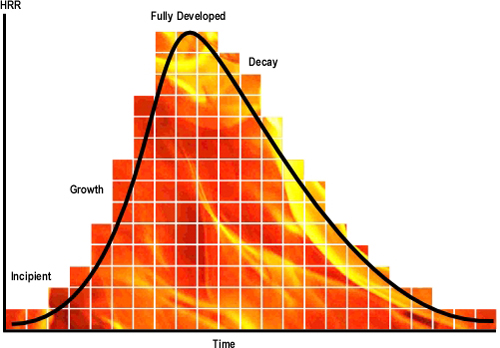 HRR
Fully Developed
Decay
Growth
Incipient
Time